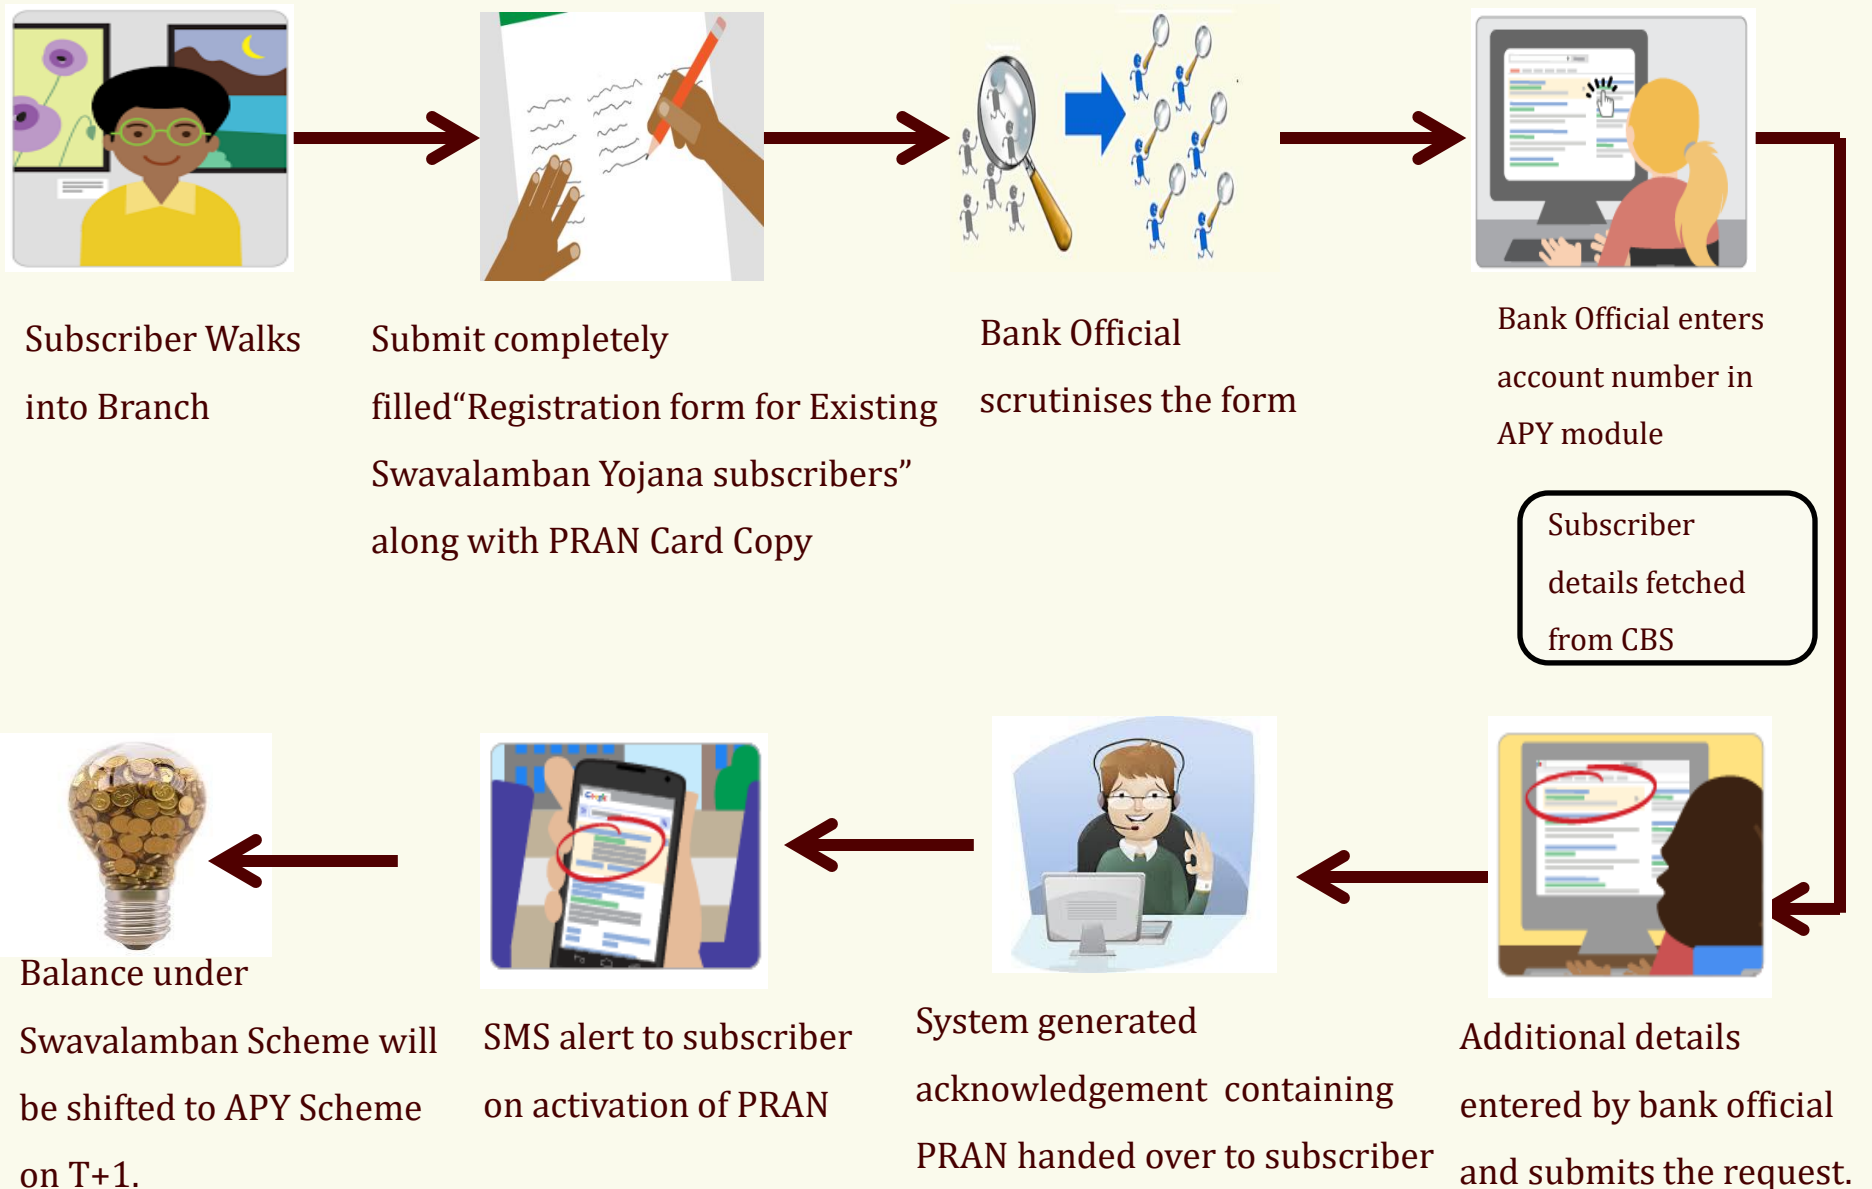 Subscriber Walks
into Branch
Submit completely
filled“Registration form for Existing
Swavalamban Yojana subscribers”
along with PRAN Card Copy
Bank Official
scrutinises the form
Bank Official enters
account number in
APY module
Subscriber
details fetched
from CBS
Additional details
entered by bank official
and submits the request.
System generated
acknowledgement containing
PRAN handed over to subscriber
SMS alert to subscriber
on activation of PRAN
Balance under
Swavalamban Scheme will
be shifted to APY Scheme
on T+1.